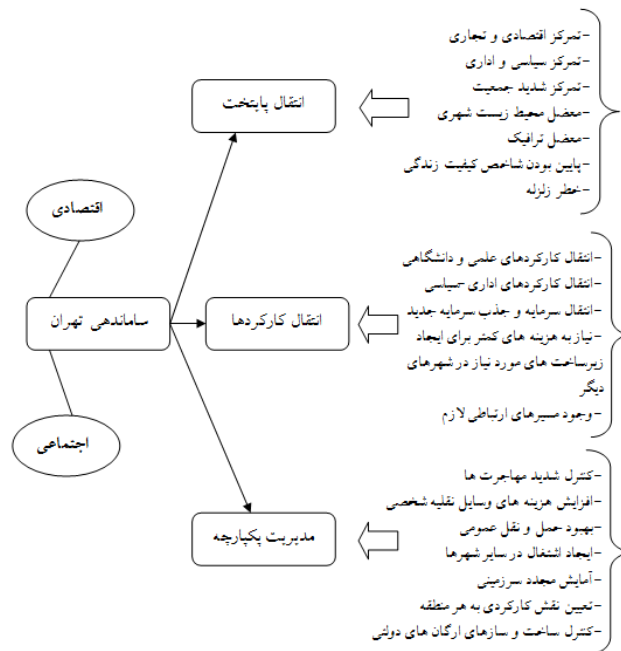 -تمرکز اقتصادی و تجاری
-تمرکز سیاسی و اداری
-تمرکز شدید جمعیت
-معضل محیط زیست شهری
-معضل ترافیک
-پایین بودن شاخص کیفیت زندگی
-خطر زلزله
انتقال پایتخت
اقتصادی
-انتقال کارکردهای علمی و دانشگاهی
-انتقال کارکردهای اداری-سیاسی
-انتقال سرمایه و جذب سرمایه جدید
-نیاز به هزینه های کمتر برای ایجاد
زیرساخت های مورد نیاز در شهرهای
دیگر
-وجود مسیرهای ارتباطی لازم
انتقال کارکردها
ساماندهی تهران
اجتماعی
-کنترل شدید مهاجرت ها
-افزایش هزینه های وسایل نقلیه شخصی
-بهبود حمل و نقل عمومی
-ایجاد اشتغال در سایر شهرها
-آمایش مجدد سرزمینی
-تعیین نقش کارکردی به هر منطقه
-کنترل ساخت و سازهای ارگان های دولتی
مدیریت یکپارچه